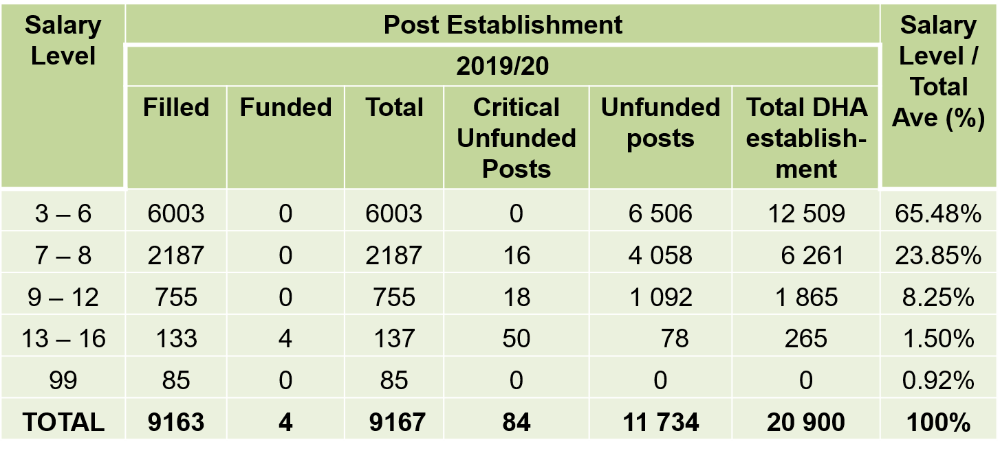 Salary
Level
Post Establishment
Salary
Level /
Total
Ave (%)
2019/20
Filled
Funded
Total
Critical
Unfunded
Posts
Unfunded
posts
Total DHA
establish-
ment
3 – 6 6003 0 6003 0 6 506 12 509 65.48%
7 – 8 2187 0 2187 16 4 058 6 261 23.85%
9 – 12 755 0 755 18 1 092 1 865 8.25%
13 – 16 133 4 137 50 78 265 1.50%
99 85 0 85 0 0 0 0.92%
TOTAL 9163 4 9167 84 11 734 20 900 100%